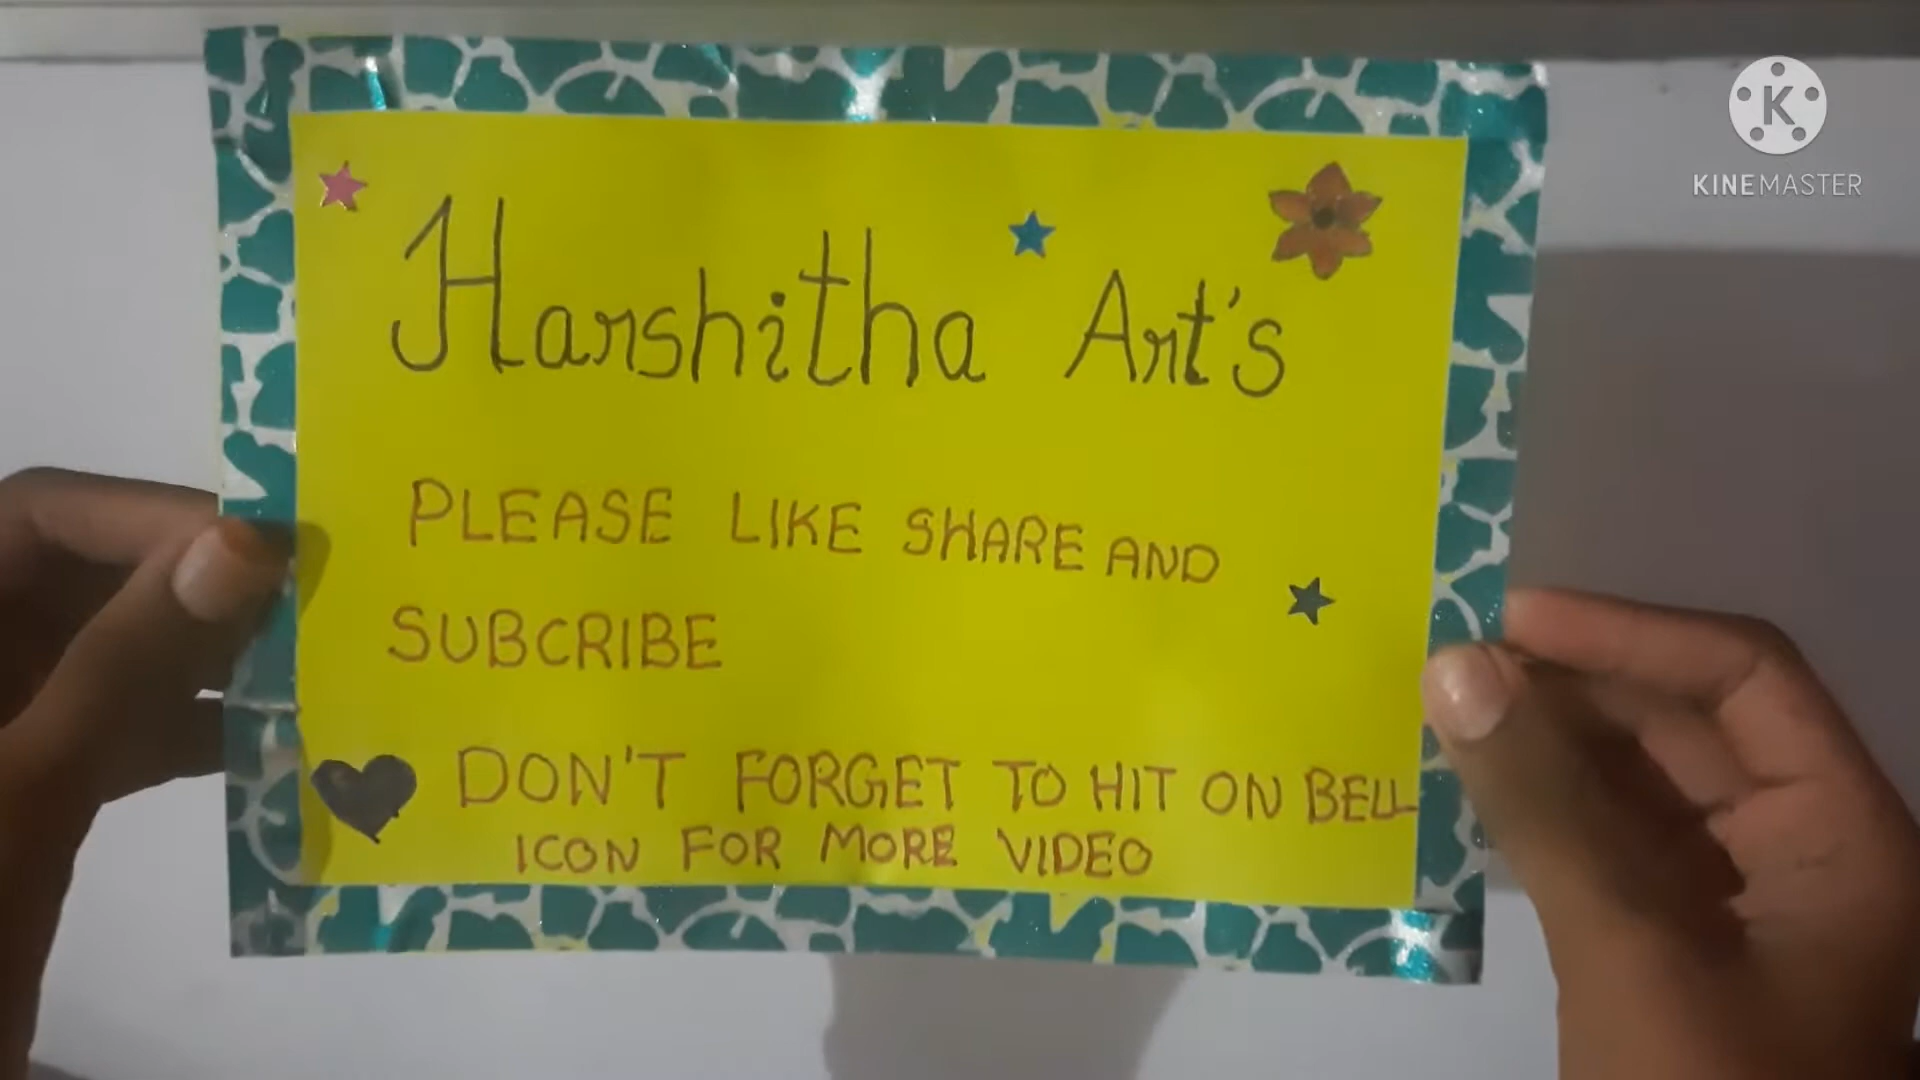 Harshitha Art's
PLEASE LIKE SHARE AND
SUBCRIBE
DON'T FORGET TO HIT ON BELL
ICON FOR MORE VIDEO
K
KINEMASTER